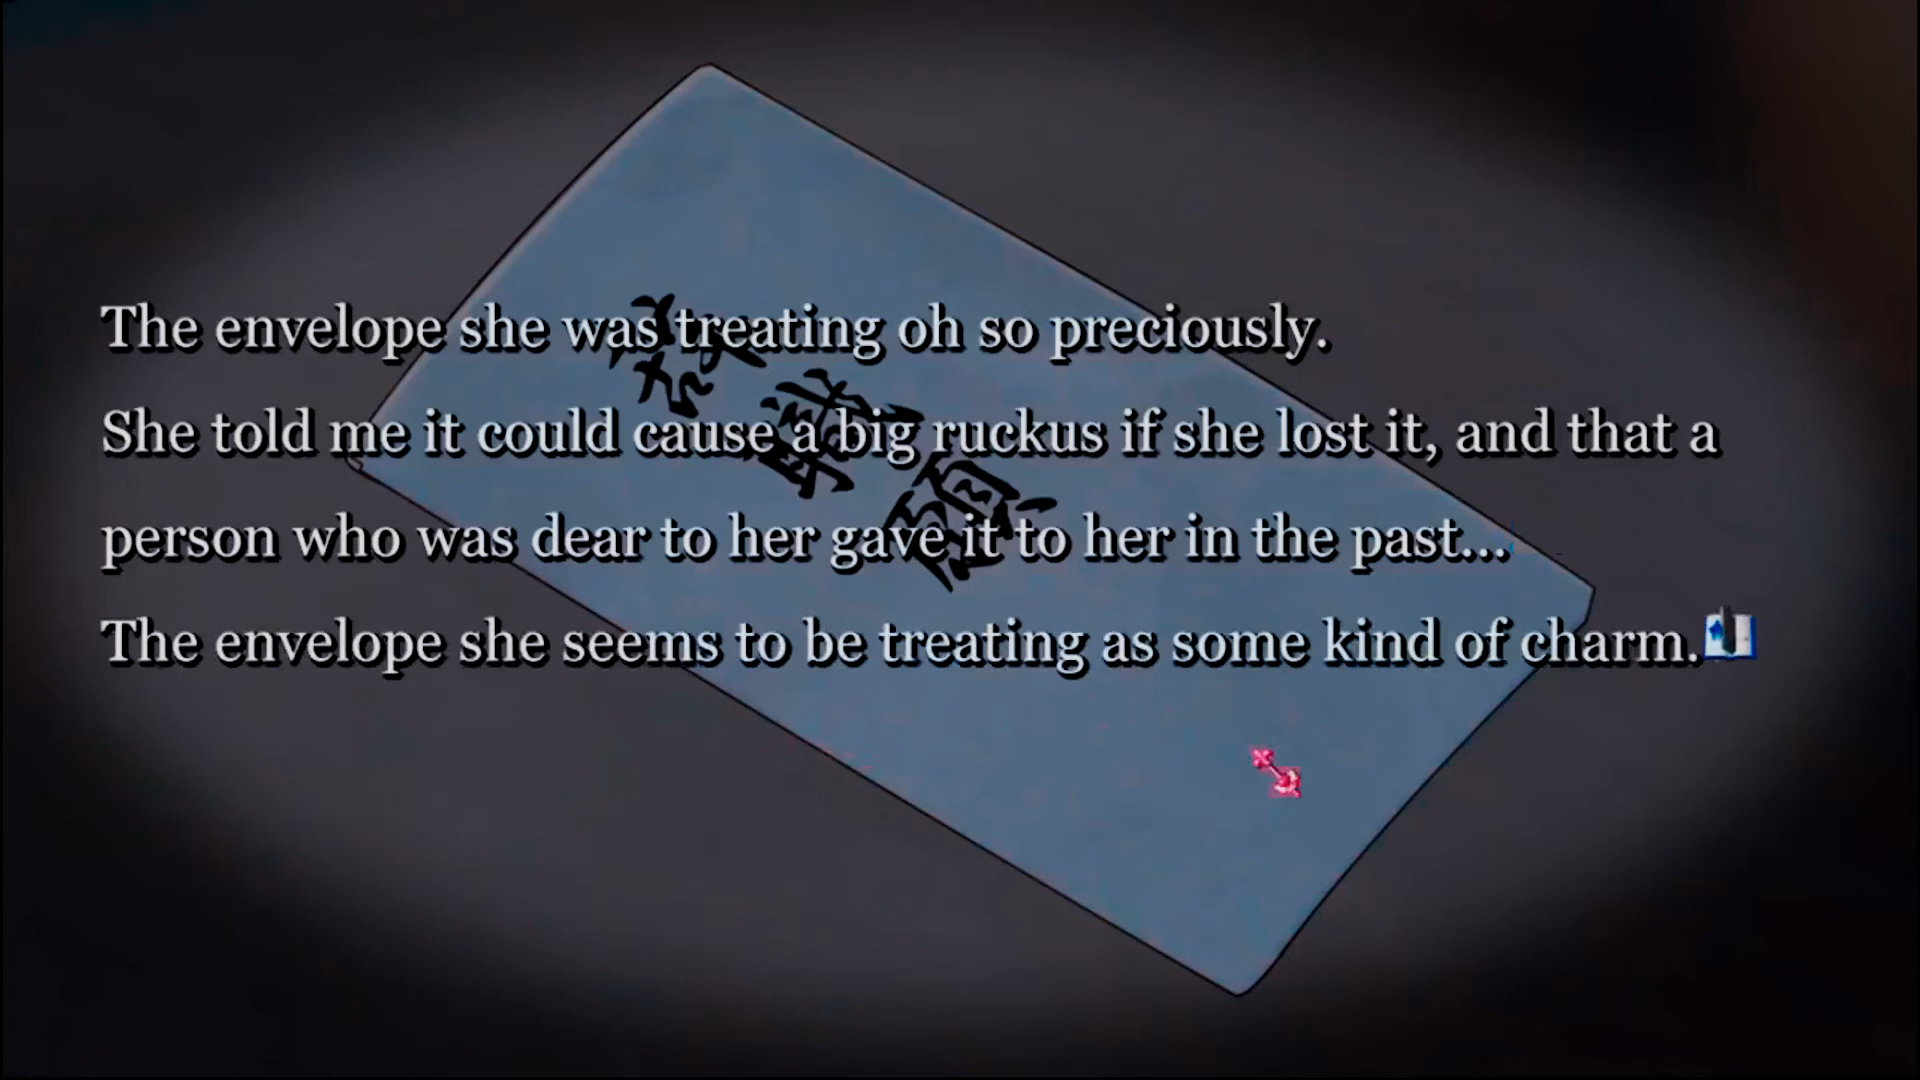 The envelope she was treating oh so preciously.
She told me it could cause a big ruckus if she lost it, and that a
person who was dear to her gave it to her in the past...
The envelope she seems to be treating as some kind of charm.